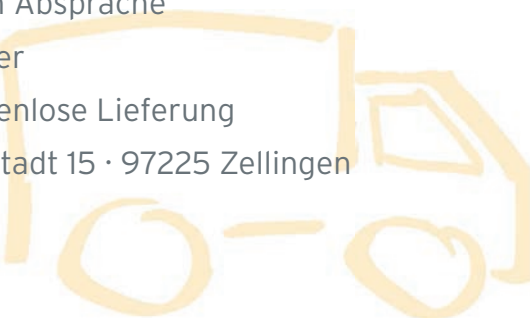 n Absprache
er
enlose Lieferung
tadt 15 · 97225 Zellingen